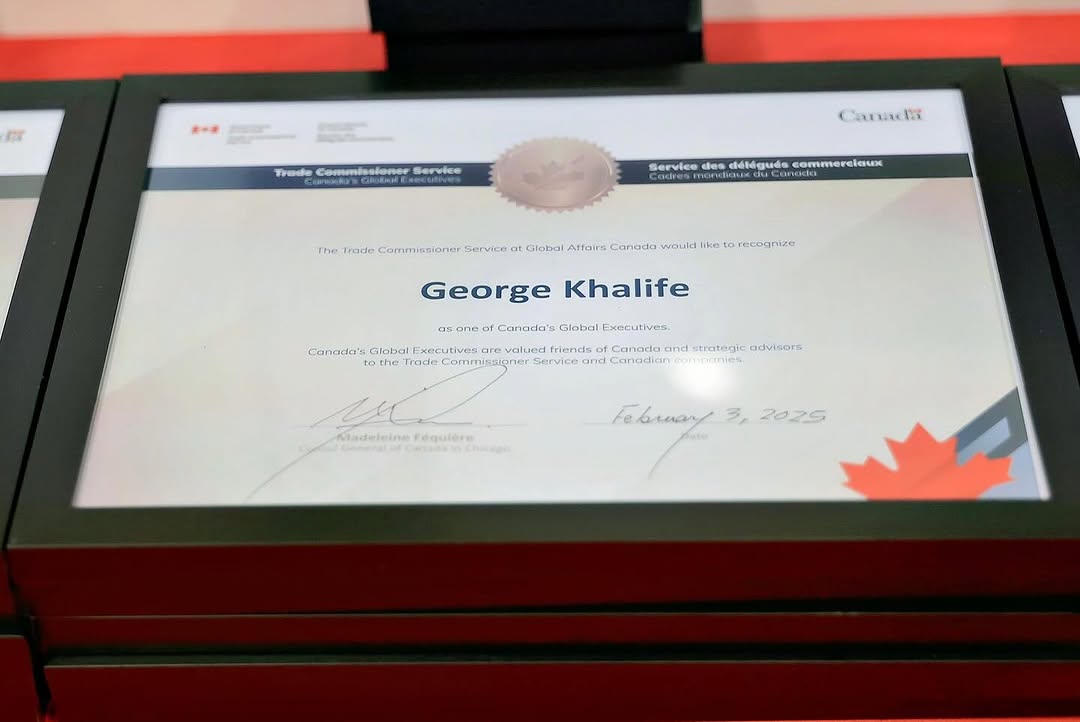 Canada
Trade Commissioner Service
Canada's Global Executives
Service des délégués commerciaux
Cadres mondiaux du Canada
The Trade Commissioner Service at Global Affairs Canada would like to recognize
George Khalife
as one of Canada's Global Executives.
Canada's Global Executives are valued friends of Canada and strategic advisors
to the Trade Commissioner Service and Canadian companies.
February 3, 2025
Madeleine Féquière
Date
Consul General of Canada in Chicago